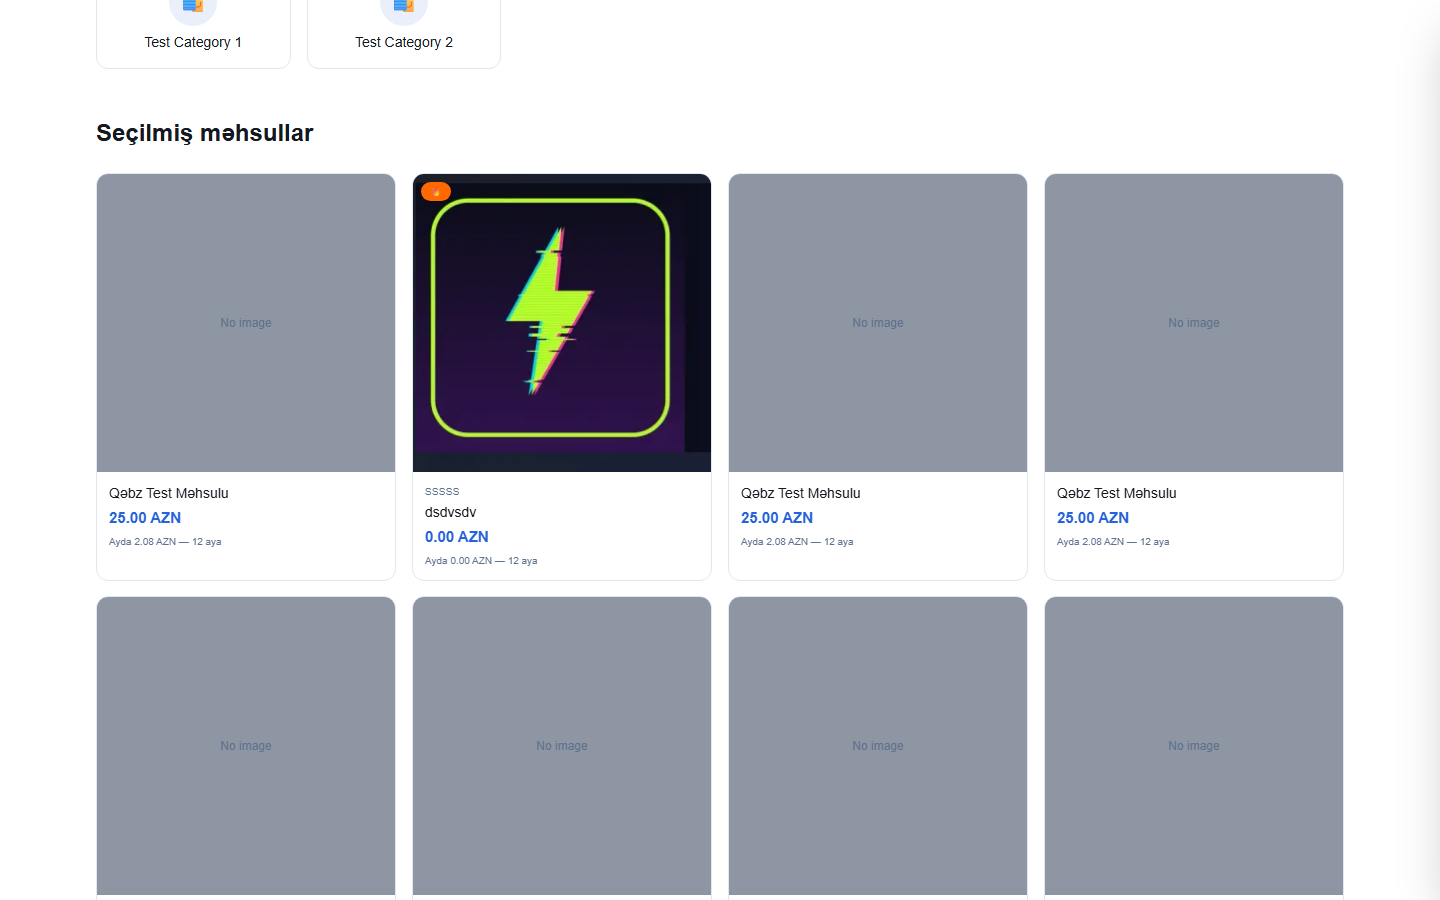 Test Category 1
Test Category 2
Seçilmiş məhsullar
No image
No image
No image
Qəbz Test Məhsulu
25.00 AZN
Ayda 2.08 AZN — 12 aya
SSSSS
dsdvsdv
0.00 AZN
Ayda 0.00 AZN — 12 aya
Qəbz Test Məhsulu
25.00 AZN
Ayda 2.08 AZN — 12 aya
Qəbz Test Məhsulu
25.00 AZN
Ayda 2.08 AZN — 12 aya
No image
No image
No image
No image